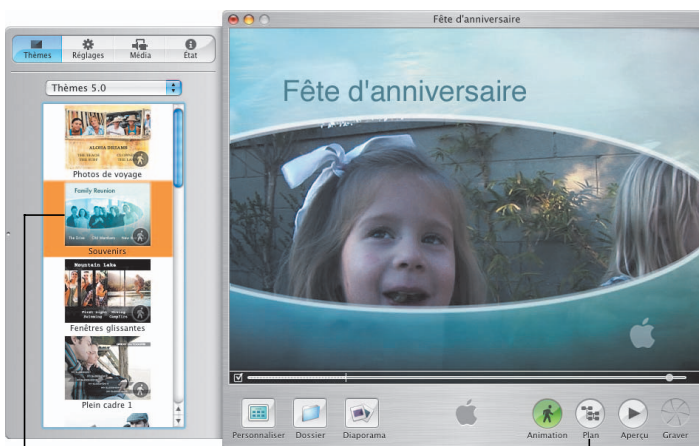 Fête d'anniversaire
Thèmes
Réglages
Média
État
Thèmes 5.0
ALOHA DREAMS
Photos de voyage
Family Reunion
Souvenirs
Mountain Lake
Fenêtres glissantes
Plein cadre 1
Fête d'anniversaire
Personnaliser
Dossier
Diaporama
Animation
Plan
Aperçu
Graver